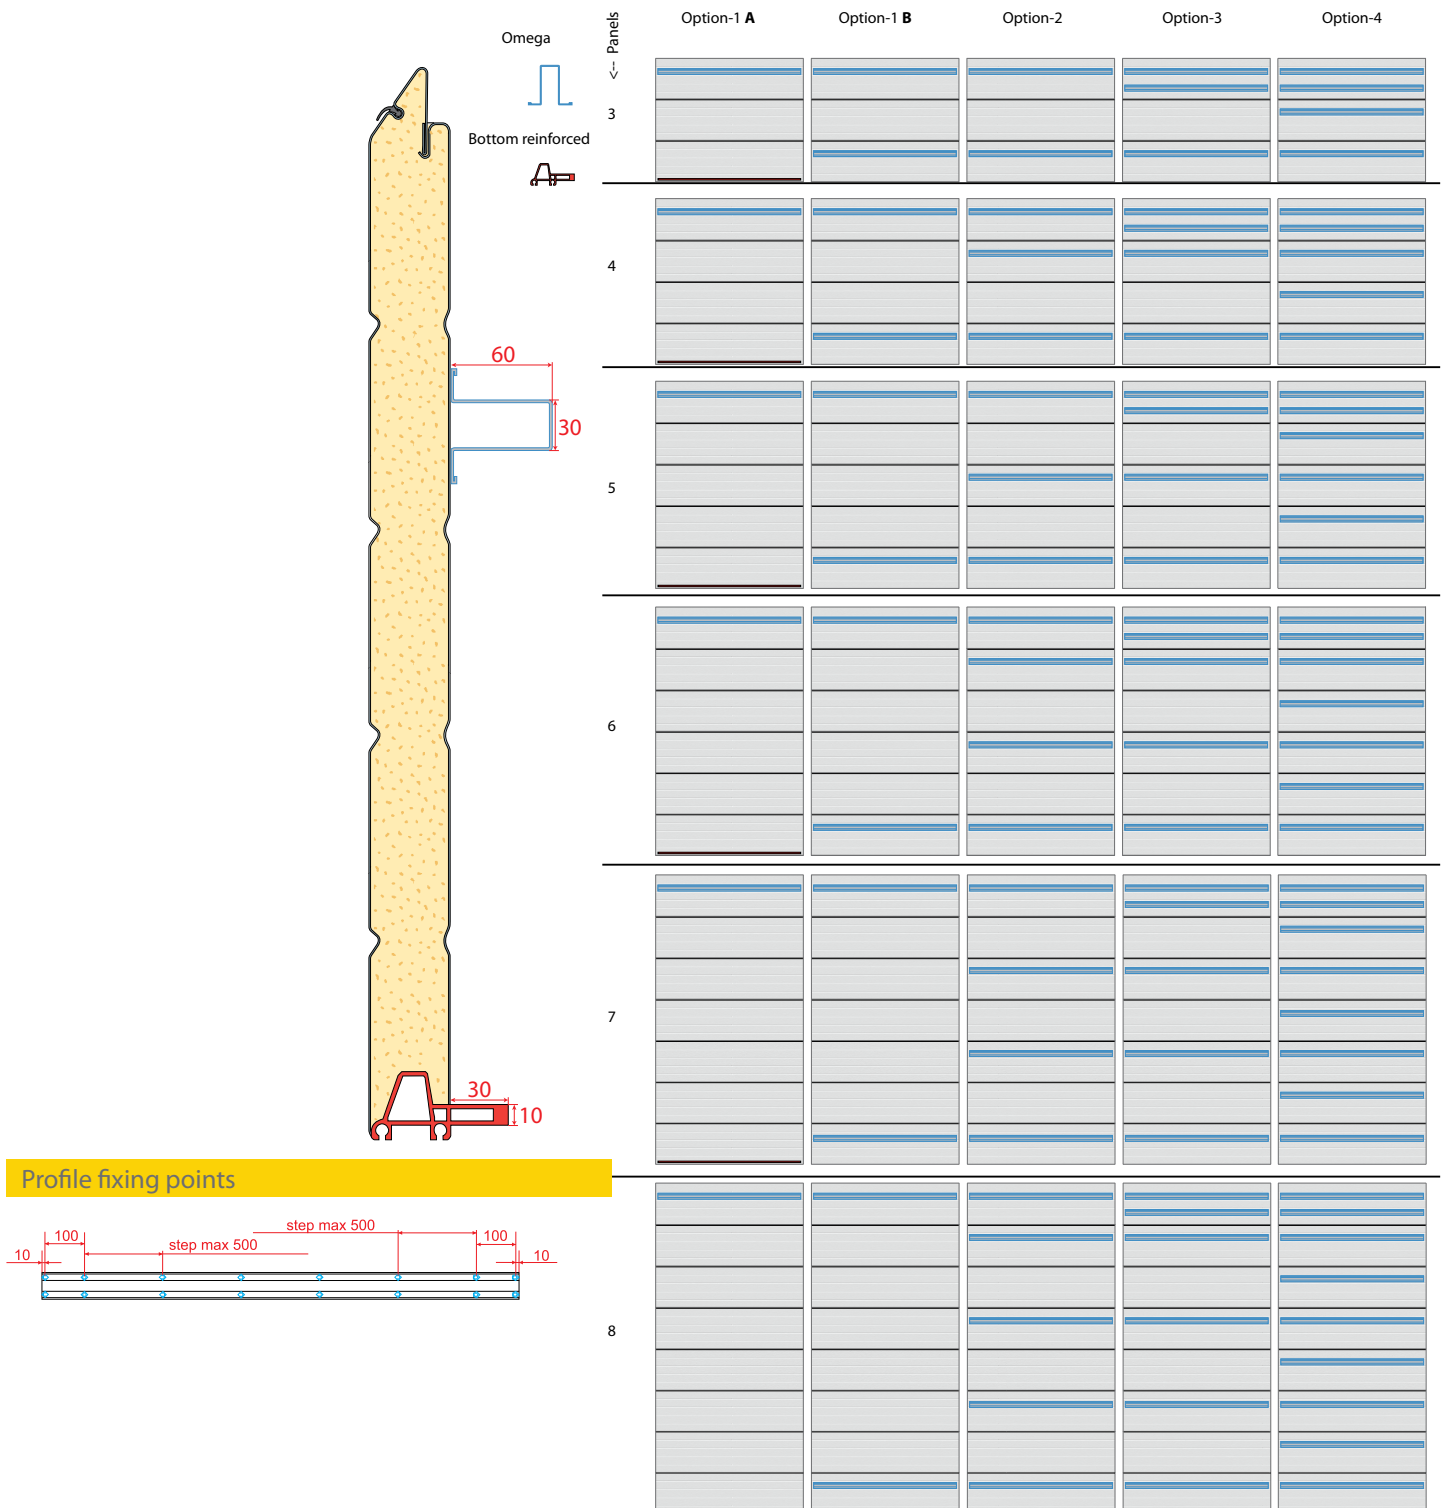 <-- Panels
Option-1 A
Option-1 B
Option-2
Option-3
Option-4
Omega
Bottom reinforced
3
4
60
30
5
6
7
30
10
Profile fixing points
step max 500
100
100
step max 500
10
10
8